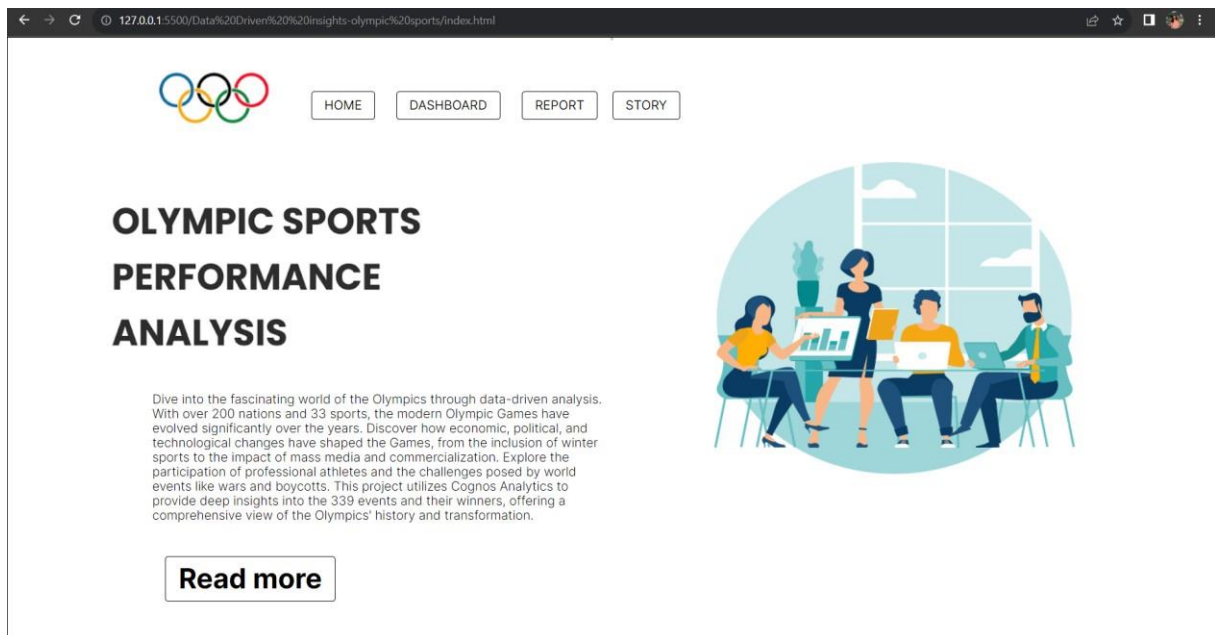 127.0.0.1:5500/Data%20Driven%20%20insights-olympic%20sports/index.html
HOME DASHBOARD REPORT STORY
OLYMPIC SPORTS
PERFORMANCE
ANALYSIS
Dive into the fascinating world of the Olympics through data-driven analysis.
With over 200 nations and 33 sports, the modern Olympic Games have
evolved significantly over the years. Discover how economic, political, and
technological changes have shaped the Games, from the inclusion of winter
sports to the impact of mass media and commercialization. Explore the
participation of professional athletes and the challenges posed by world
events like wars and boycotts. This project utilizes Cognos Analytics to
provide deep insights into the 339 events and their winners, offering a
comprehensive view of the Olympics' history and transformation.
Read more